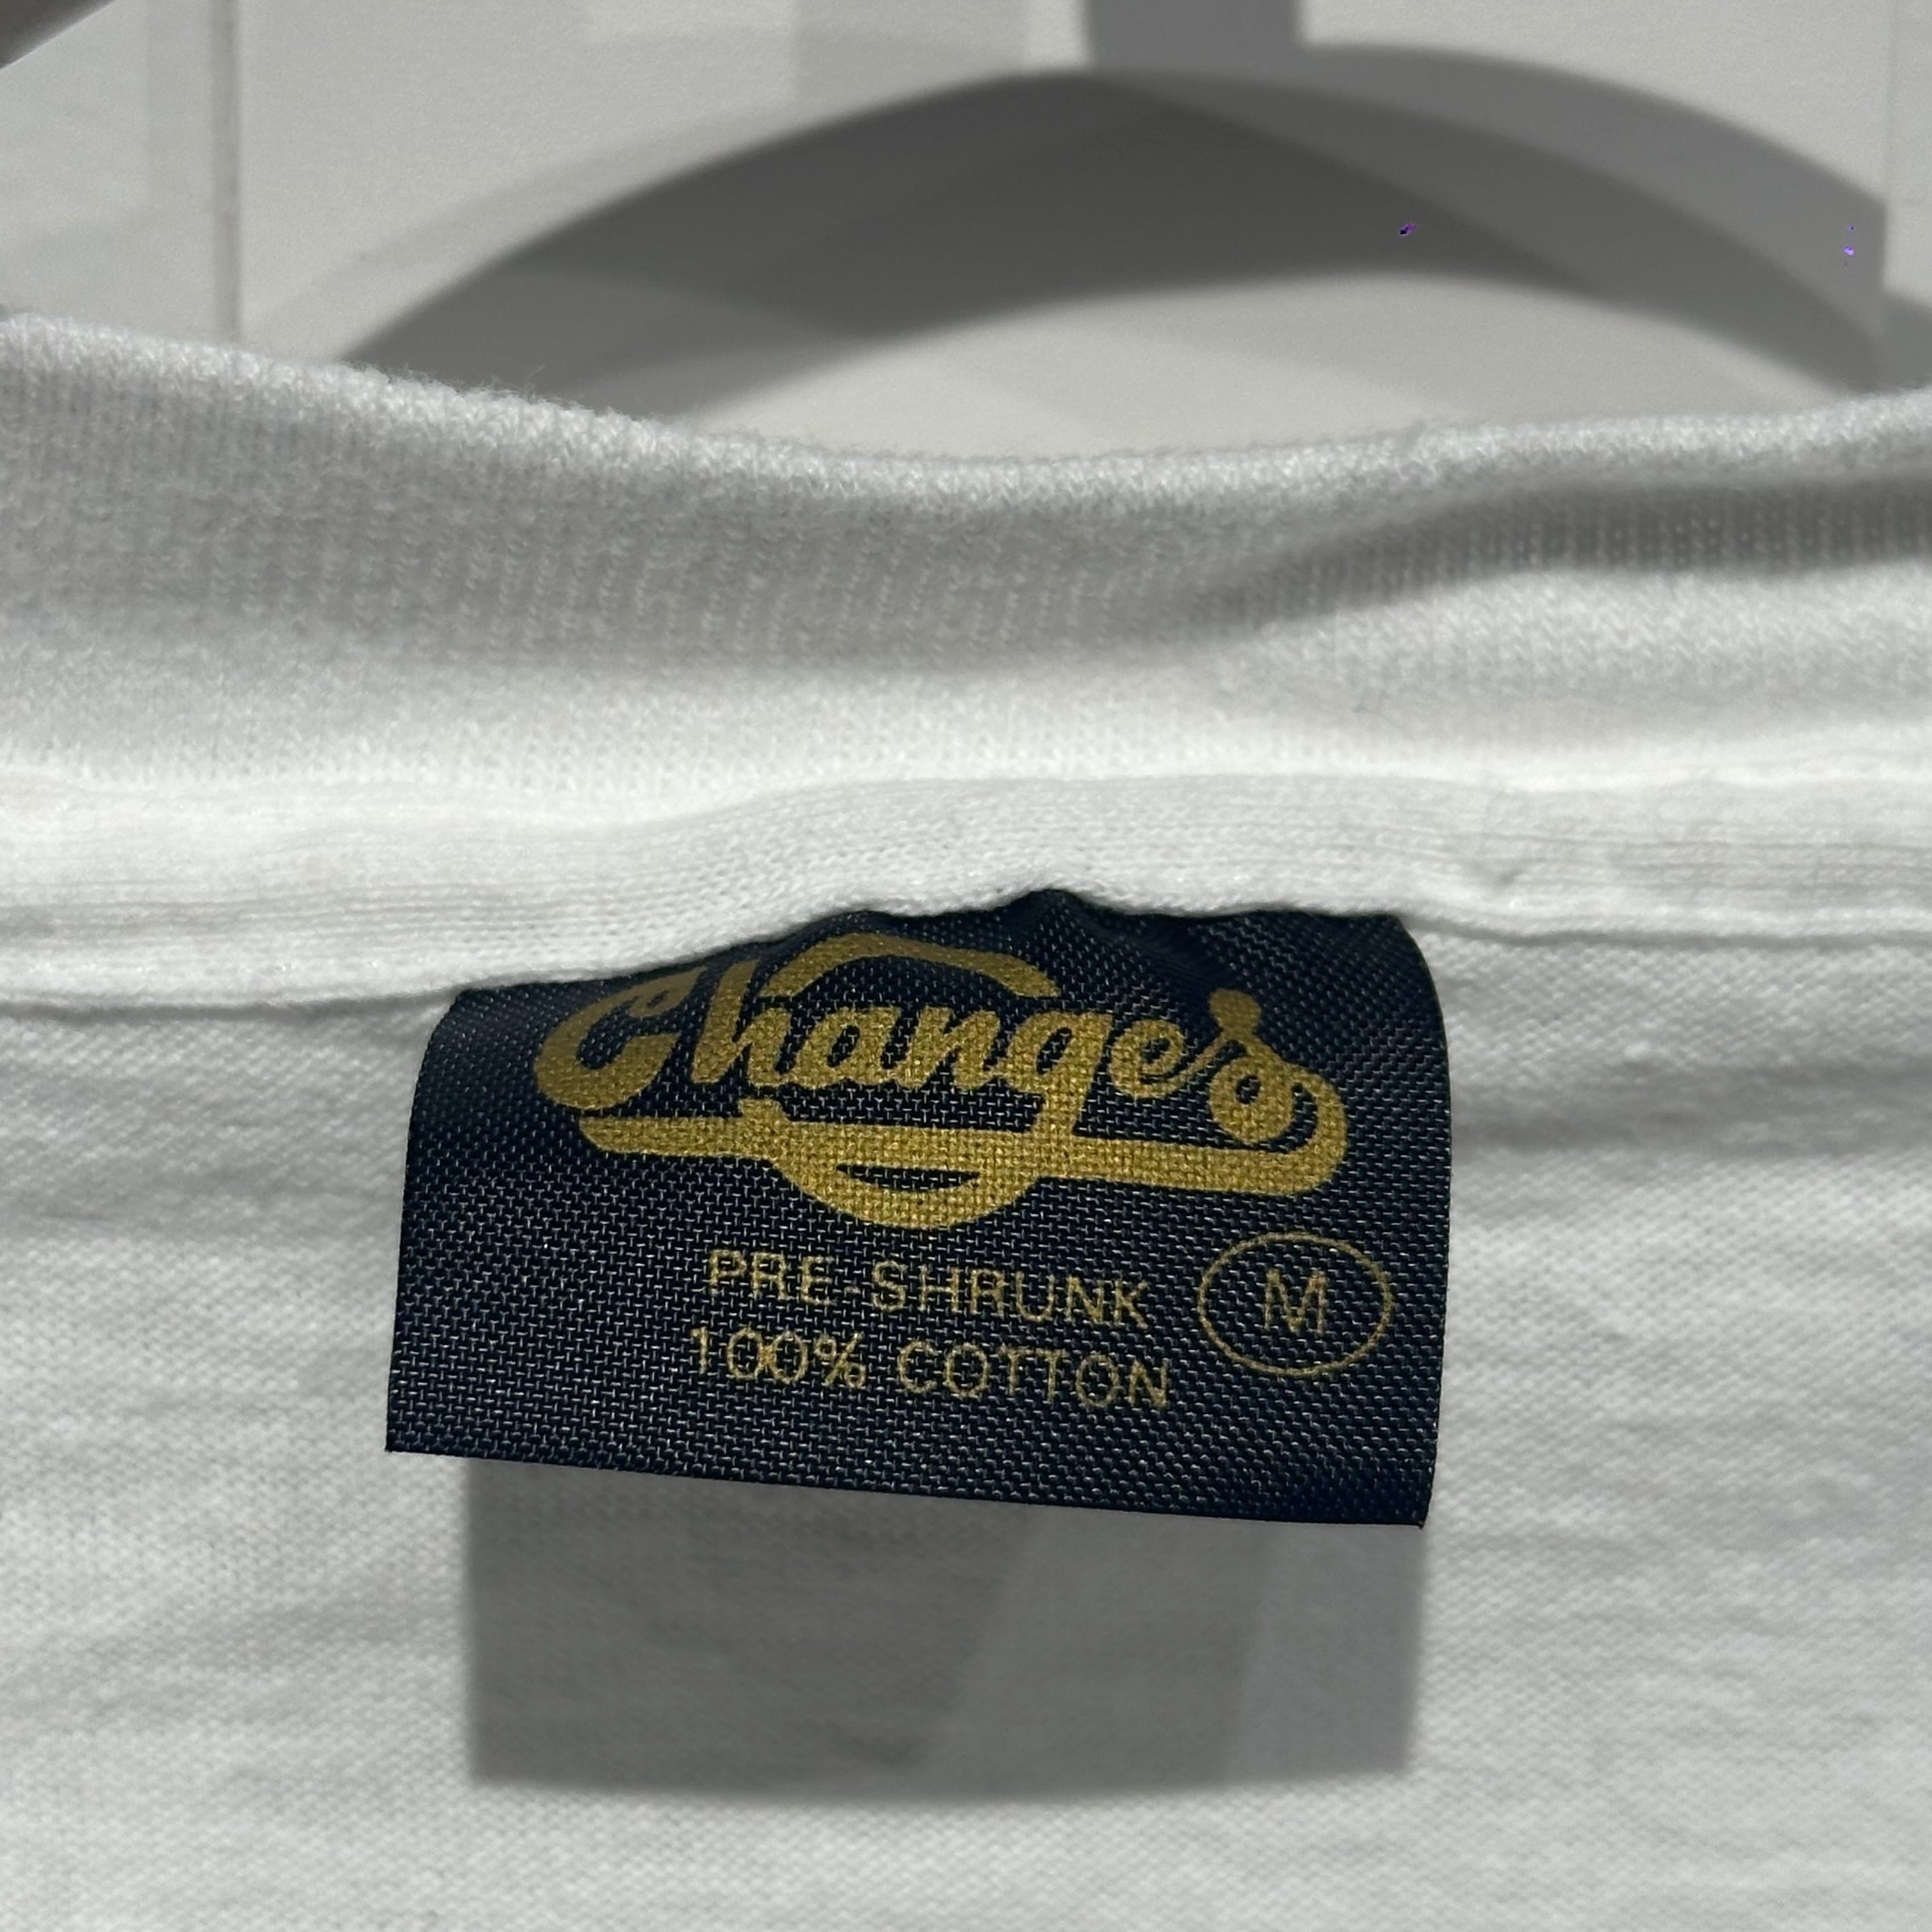 Changes
PRE-SHRUNK
100% COTTON
M